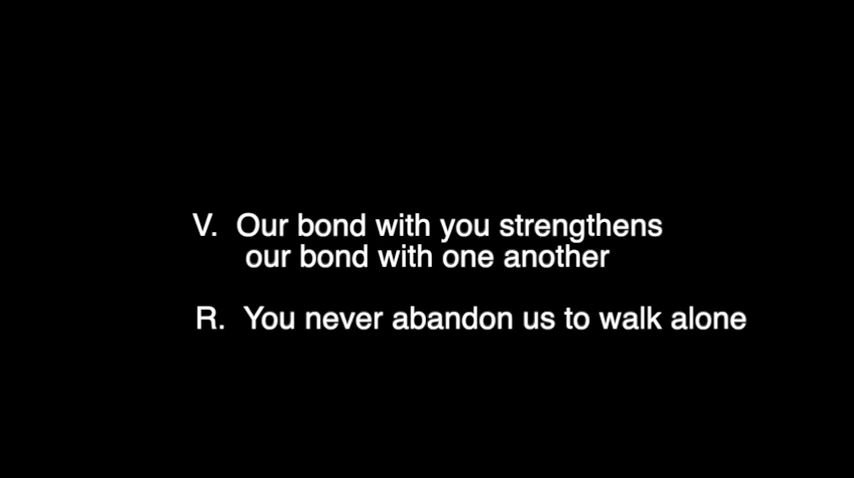 V. Our bond with you strengthens
our bond with one another
R. You never abandon us to walk alone